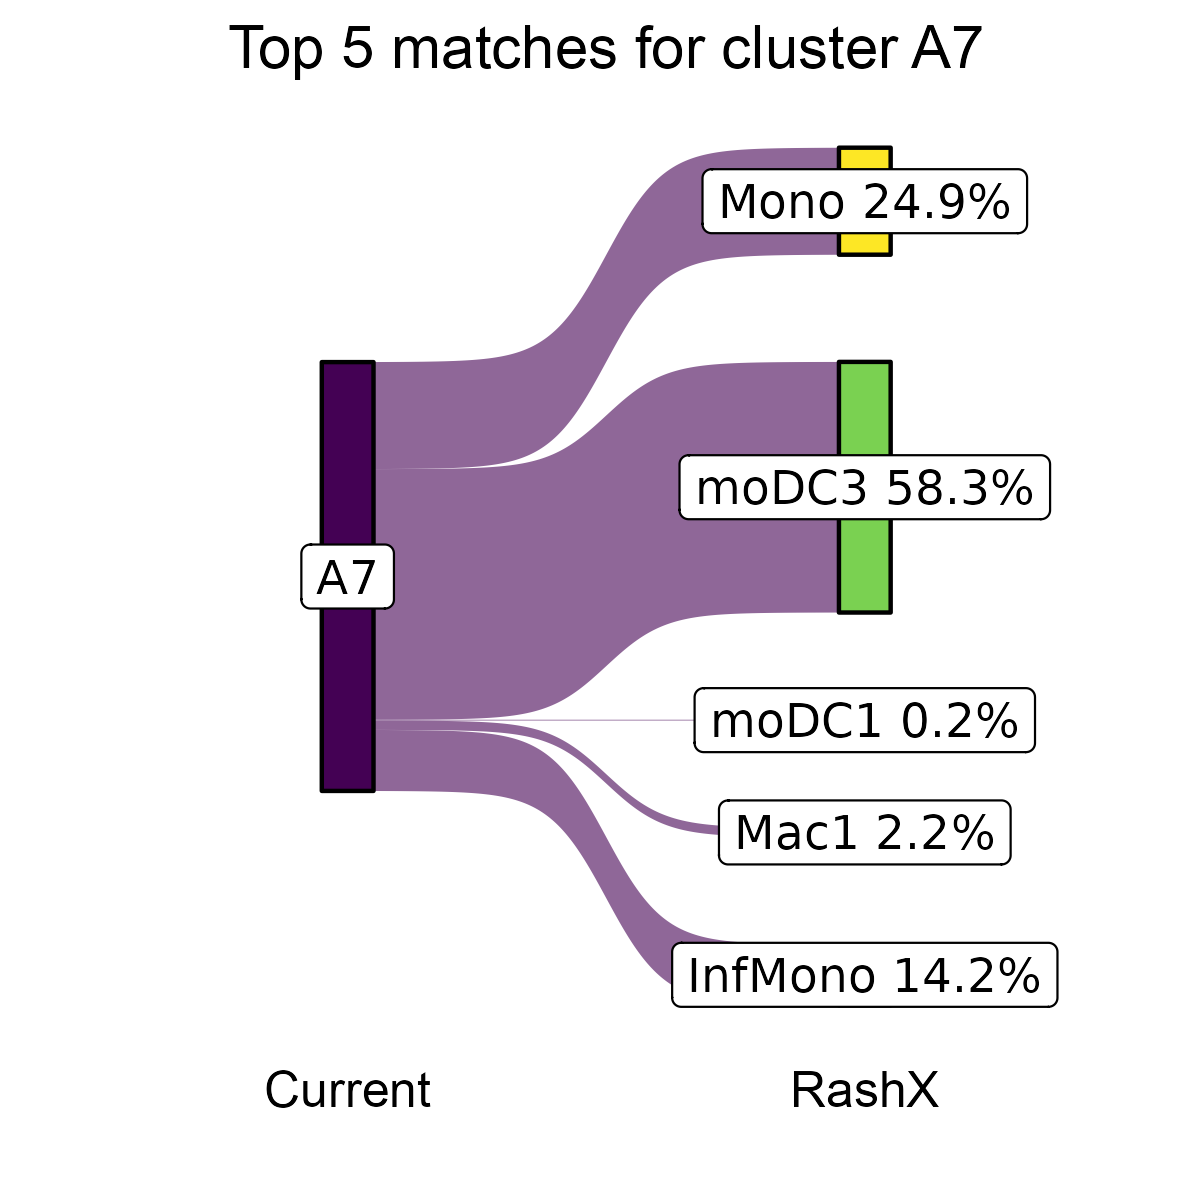 Top 5 matches for cluster A7
Mono 24.9%
moDC3 58.3%
A7
moDC1 0.2%
Mac1 2.2%
InfMono 14.2%
Current
RashX